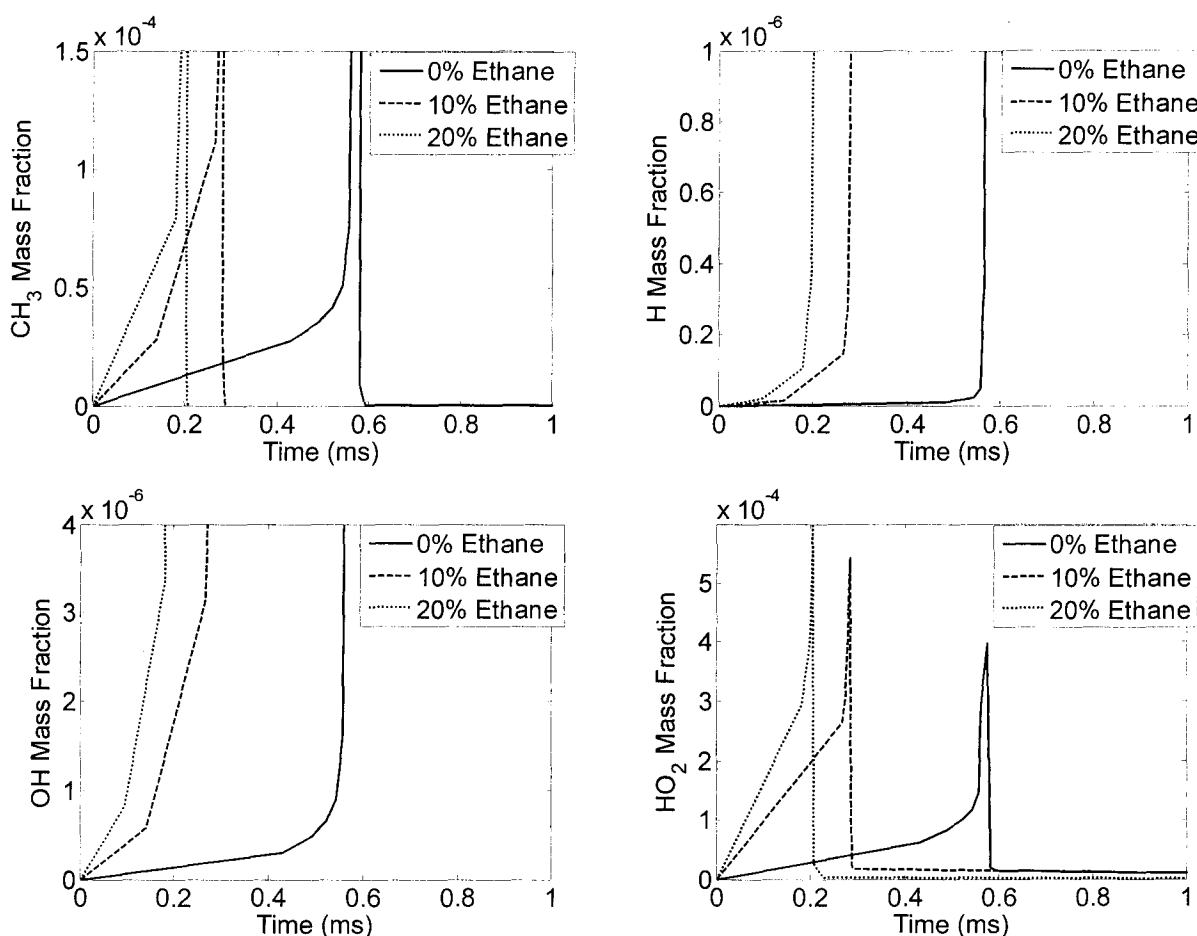 x 10⁻⁴
1.5
1
0.5
0
CH₃ Mass Fraction
0% Ethane
10% Ethane
20% Ethane
0 0.2 0.4 0.6 0.8 1
Time (ms)
x 10⁻⁶
1
0.8
0.6
0.4
0.2
0
H Mass Fraction
0% Ethane
10% Ethane
20% Ethane
0 0.2 0.4 0.6 0.8 1
Time (ms)
x 10⁻⁶
4
3
2
1
0
OH Mass Fraction
0% Ethane
10% Ethane
20% Ethane
0 0.2 0.4 0.6 0.8 1
Time (ms)
x 10⁻⁴
5
4
3
2
1
0
HO₂ Mass Fraction
0% Ethane
10% Ethane
20% Ethane
0 0.2 0.4 0.6 0.8 1
Time (ms)